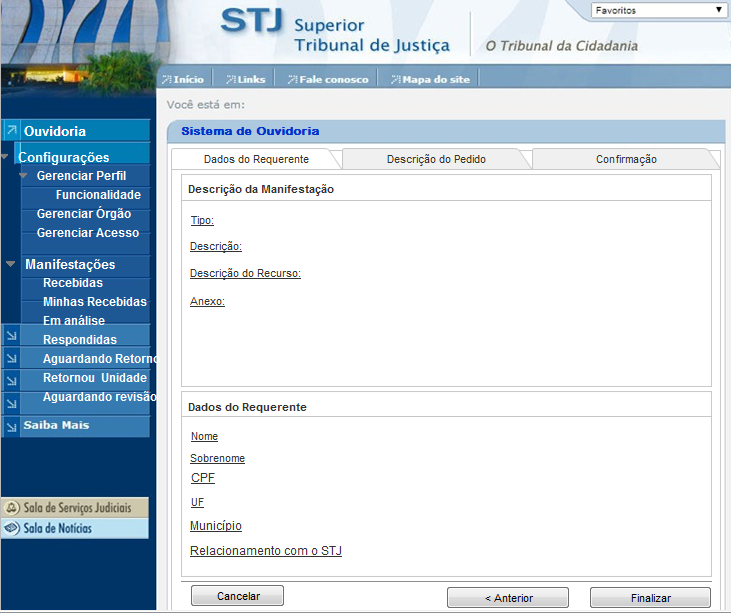 STJ Superior
Tribunal de Justiça
O Tribunal da Cidadania
Favoritos
Início
Links
Fale conosco
Mapa do site
Você está em:
Ouvidoria
Configurações
Gerenciar Perfil
Funcionalidade
Gerenciar Órgão
Gerenciar Acesso
Manifestações
Recebidas
Minhas Recebidas
Em análise
Respondidas
Aguardando Retorno
Retornou Unidade
Aguardando revisão
Saiba Mais
Sala de Serviços Judiciais
Sala de Notícias
Sistema de Ouvidoria
Dados do Requerente
Descrição do Pedido
Confirmação
Descrição da Manifestação
Tipo:
Descrição:
Descrição do Recurso:
Anexo:
Dados do Requerente
Nome
Sobrenome
CPF
UF
Município
Relacionamento com o STJ
Cancelar
< Anterior
Finalizar